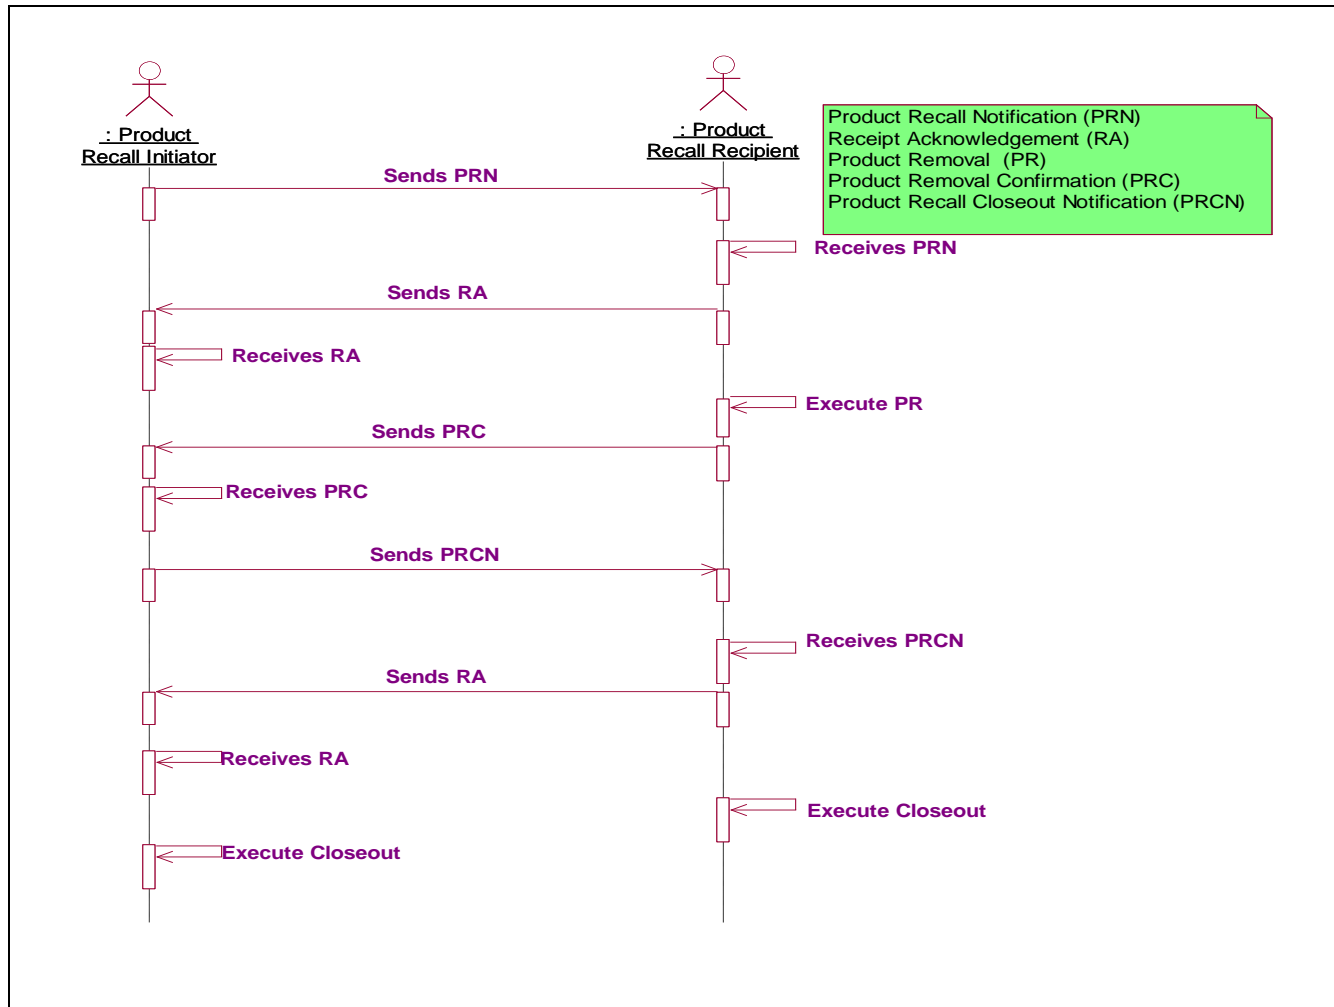 : Product
Recall Initiator
: Product
Recall Recipient
Product Recall Notification (PRN)
Receipt Acknowledgement (RA)
Product Removal  (PR)
Product Removal Confirmation (PRC)
Product Recall Closeout Notification (PRCN)
Sends PRN
Receives PRN
Sends RA
Receives RA
Execute PR
Sends PRC
Receives PRC
Sends PRCN
Receives PRCN
Sends RA
Receives RA
Execute Closeout
Execute Closeout